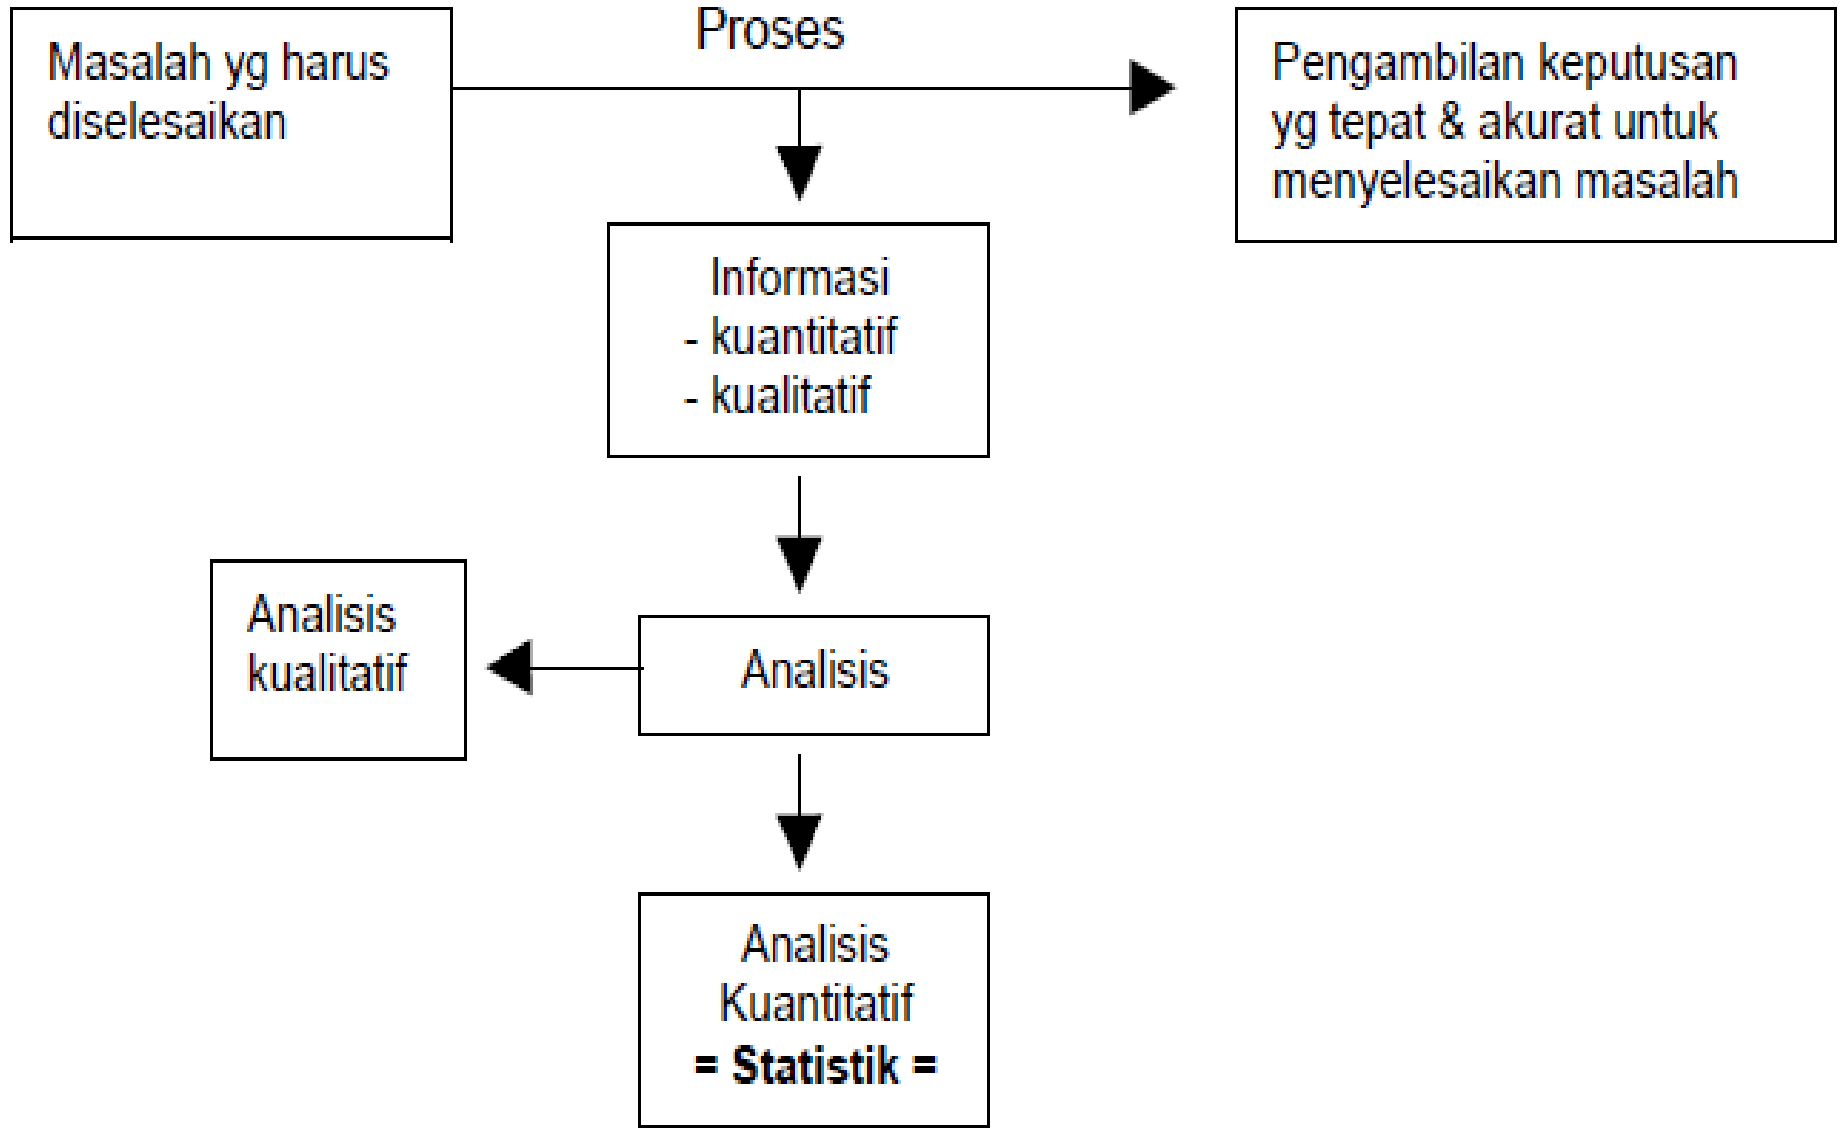 Masalah yg harus
diselesaikan
Proses
Pengambilan keputusan
yg tepat & akurat untuk
menyelesaikan masalah
Informasi
- kuantitatif
- kualitatif
Analisis
kualitatif
Analisis
Analisis
Kuantitatif
= Statistik =